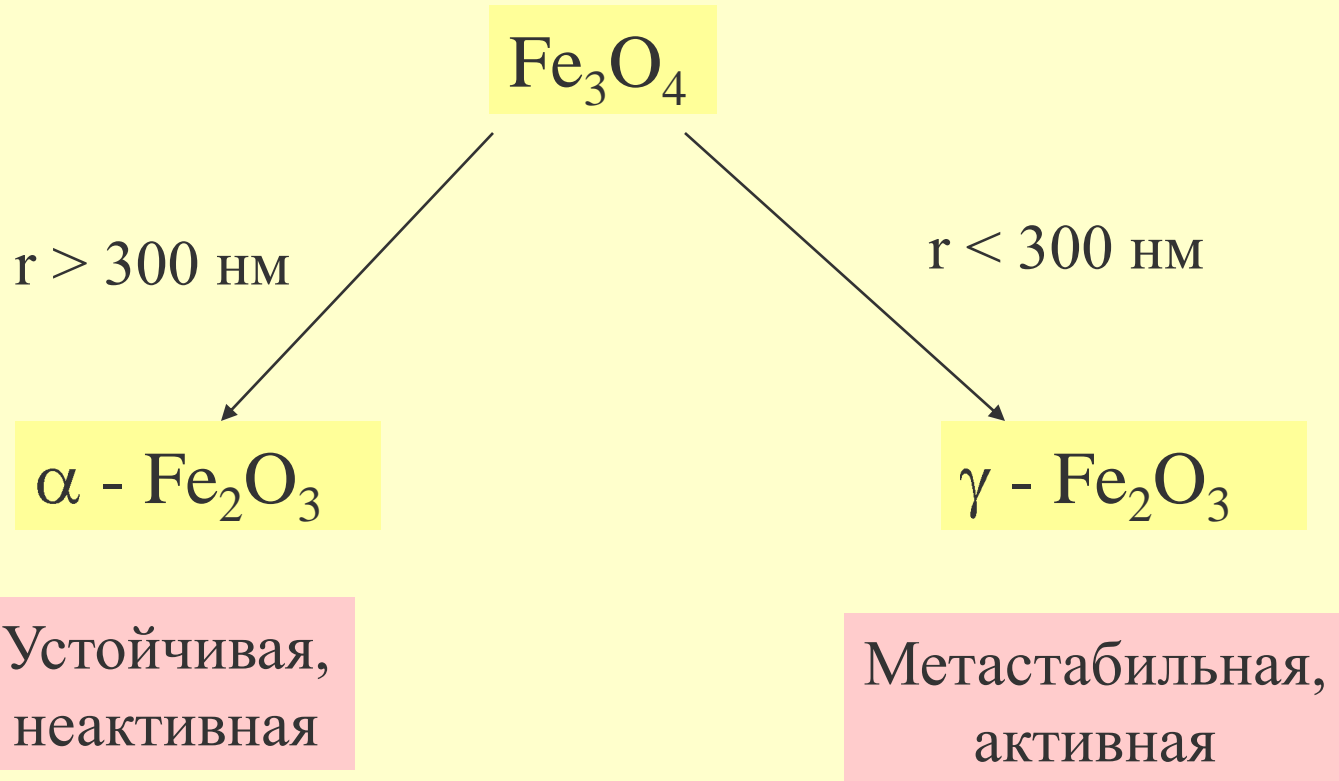 Fe₃O₄
r > 300 нм
r < 300 нм
α - Fe₂O₃
γ - Fe₂O₃
Устойчивая,
неактивная
Метастабильная,
активная